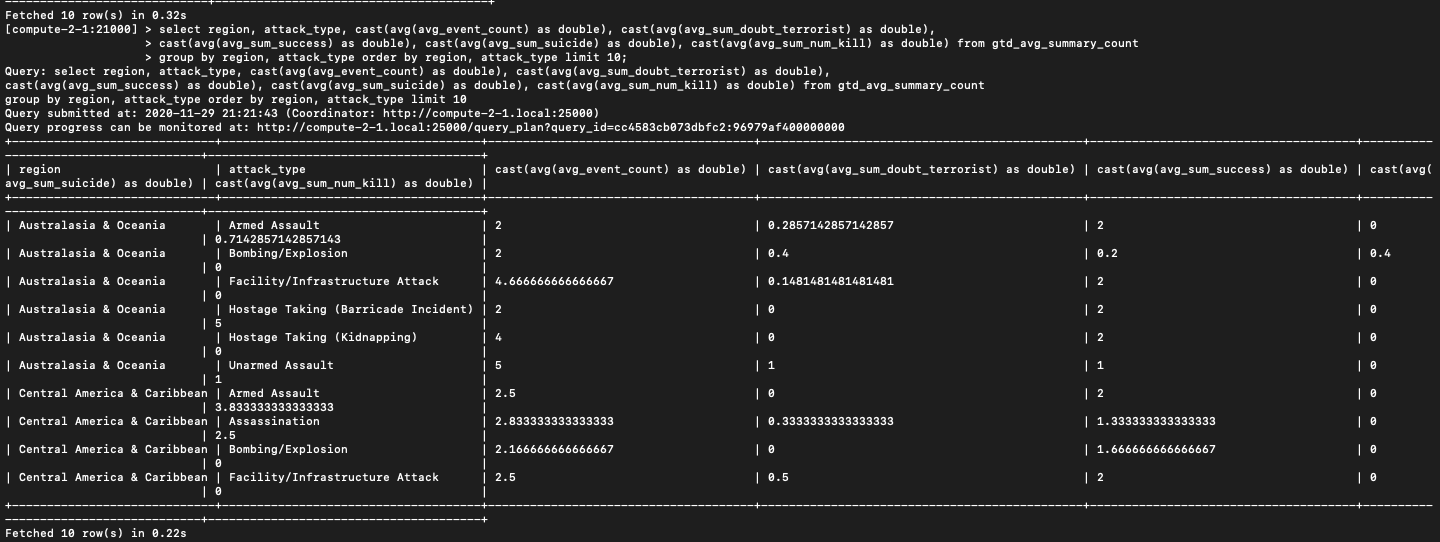 Fetched 10 row(s) in 0.32s
[compute-2-1:21000] > select region, attack_type, cast(avg(avg_event_count) as double), cast(avg(avg_sum_doubt_terrorist) as double),
> cast(avg(avg_sum_success) as double), cast(avg(avg_sum_suicide) as double), cast(avg(avg_sum_num_kill) as double) from gtd_avg_summary_count
> group by region, attack_type order by region, attack_type limit 10;
Query: select region, attack_type, cast(avg(avg_event_count) as double), cast(avg(avg_sum_doubt_terrorist) as double),
cast(avg(avg_sum_success) as double), cast(avg(avg_sum_suicide) as double), cast(avg(avg_sum_num_kill) as double) from gtd_avg_summary_count
group by region, attack_type order by region, attack_type limit 10
Query submitted at: 2020-11-29 21:21:43 (Coordinator: http://compute-2-1.local:25000)
Query progress can be monitored at: http://compute-2-1.local:25000/query_plan?query_id=cc4583cb073dbfc2:96979af400000000
| region | attack_type | cast(avg(avg_event_count) as double) | cast(avg(avg_sum_doubt_terrorist) as double) | cast(avg(avg_sum_success) as double) | cast(avg(
avg_sum_suicide) as double) | cast(avg(avg_sum_num_kill) as double) |
| Australasia & Oceania | Armed Assault | 2 | 0.2857142857142857 | 2 | 0
| 0.7142857142857143 |
| Australasia & Oceania | Bombing/Explosion | 2 | 0.4 | 0.2 | 0.4
| 0 |
| Australasia & Oceania | Facility/Infrastructure Attack | 4.666666666666667 | 0.1481481481481481 | 2 | 0
| 0 |
| Australasia & Oceania | Hostage Taking (Barricade Incident) | 2 | 0 | 2 | 0
| 5 |
| Australasia & Oceania | Hostage Taking (Kidnapping) | 4 | 0 | 2 | 0
| 0 |
| Australasia & Oceania | Unarmed Assault | 5 | 1 | 1 | 0
| 1 |
| Central America & Caribbean | Armed Assault | 2.5 | 0 | 2 | 0
| 3.833333333333333 |
| Central America & Caribbean | Assassination | 2.833333333333333 | 0.3333333333333333 | 1.333333333333333 | 0
| 2.5 |
| Central America & Caribbean | Bombing/Explosion | 2.166666666666667 | 0 | 1.666666666666667 | 0
| 0 |
| Central America & Caribbean | Facility/Infrastructure Attack | 2.5 | 0.5 | 2 | 0
| 0 |
Fetched 10 row(s) in 0.22s